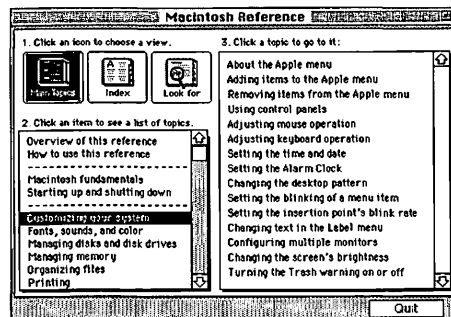 Macintosh Reference
1. Click an icon to choose a view.
Main Topics
Index
Look for
2. Click an item to see a list of topics.
Overview of this reference
How to use this reference
Macintosh fundamentals
Starting up and shutting down
Customizing your system
Fonts, sounds, and color
Managing disks and disk drives
Managing memory
Organizing files
Printing
3. Click a topic to go to it:
About the Apple menu
Adding items to the Apple menu
Removing items from the Apple menu
Using control panels
Adjusting mouse operation
Adjusting keyboard operation
Setting the time and date
Setting the Alarm Clock
Changing the desktop pattern
Setting the blinking of a menu item
Setting the insertion point's blink rate
Changing text in the Label menu
Configuring multiple monitors
Changing the screen's brightness
Turning the Trash warning on or off
Quit